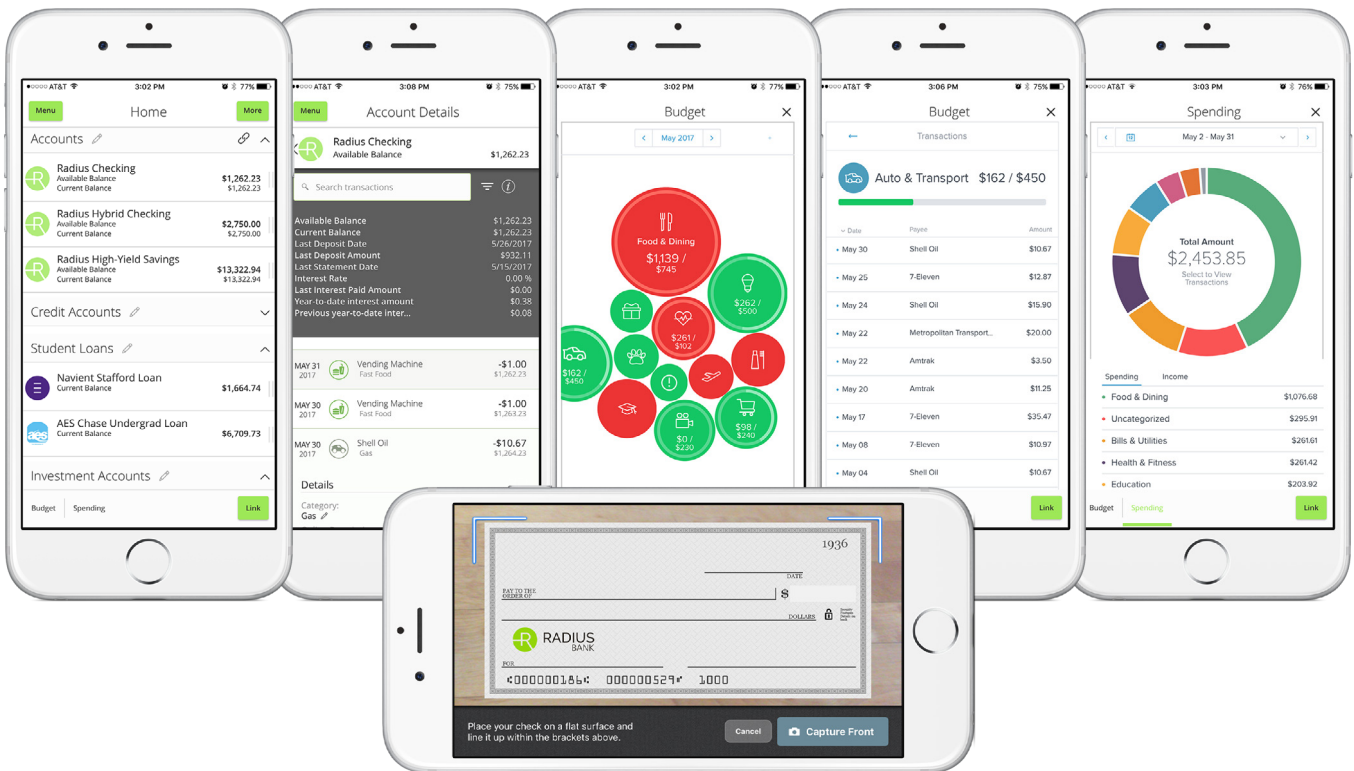 AT&T 3:02 PM 77%
Menu Home More
Accounts
Radius Checking
Available Balance $1,262.23
Current Balance $1,262.23
Radius Hybrid Checking
Available Balance $2,750.00
Current Balance $2,750.00
Radius High-Yield Savings
Available Balance $13,322.94
Current Balance $13,322.94
Credit Accounts
Student Loans
Navient Stafford Loan
Current Balance $1,664.74
AES Chase Undergrad Loan
aes Current Balance $6,709.73
Investment Accounts
Budget Spending Link
AT&T 3:08 PM 75%
Menu Account Details
Radius Checking
Available Balance $1,262.23
Search transactions
Available Balance $1,262.23
Current Balance $1,262.23
Last Deposit Date 5/26/2017
Last Deposit Amount $932.11
Last Statement Date 5/15/2017
Interest Rate 0.00 %
Last Interest Paid Amount $0.00
Year-to-date interest amount $0.38
Previous year-to-date inter... $0.08
MAY 31 Vending Machine -$1.00
2017 Fast Food $1,262.23
MAY 30 Vending Machine -$1.00
2017 Fast Food $1,263.23
MAY 30 Shell Oil -$10.67
2017 Gas $1,264.23
Details
Category:
Gas
AT&T 3:02 PM 77%
Budget
May 2017
Food & Dining
$1,139 /
$745
$262 /
$500
$261 /
$102
$162 /
$450
$98 /
$240
$0 /
$230
AT&T 3:06 PM 75%
Budget
Transactions
Auto & Transport $162 / $450
Date Payee Amount
May 30 Shell Oil $10.67
May 25 7-Eleven $12.87
May 24 Shell Oil $15.90
May 22 Metropolitan Transport... $20.00
May 22 Amtrak $3.50
May 20 Amtrak $11.25
May 17 7-Eleven $35.47
May 08 7-Eleven $10.97
May 04 Shell Oil $10.67
Link
AT&T 3:03 PM 76%
Spending
May 2 - May 31
Total Amount
$2,453.85
Select to View
Transactions
Spending Income
Food & Dining $1,076.68
Uncategorized $295.91
Bills & Utilities $261.61
Health & Fitness $261.42
Education $203.92
Budget Spending Link
1936
DATE
PAY TO THE
ORDER OF $
DOLLARS
R RADIUS
BANK
FOR
⑆000000186⑆ 000000529⑈ 1000
Place your check on a flat surface and
line it up within the brackets above.
Cancel Capture Front